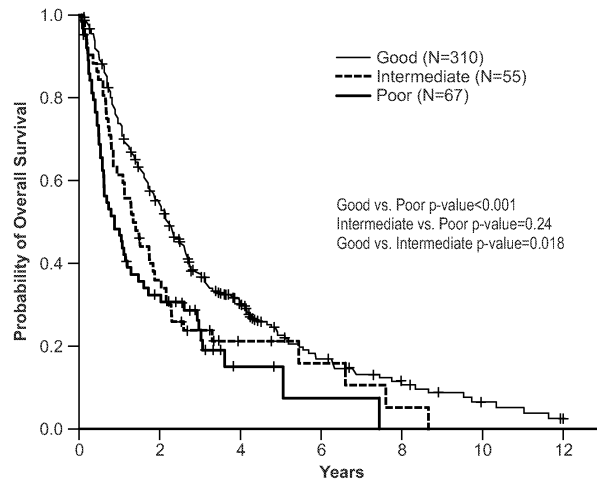 Probability of Overall Survival
1.0
0.8
0.6
0.4
0.2
0.0
Good (N=310)
Intermediate (N=55)
Poor (N=67)
Good vs. Poor p-value<0.001
Intermediate vs. Poor p-value=0.24
Good vs. Intermediate p-value=0.018
0 2 4 6 8 10 12
Years